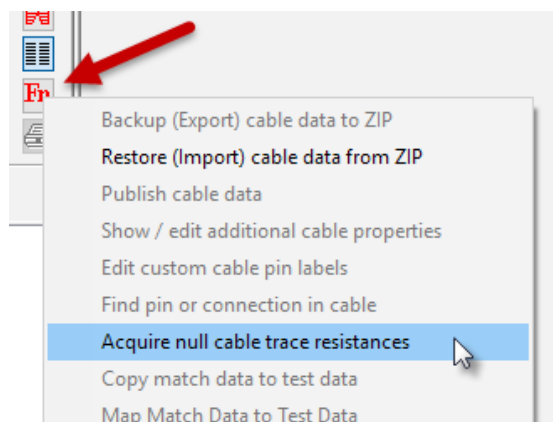 Fn
Backup (Export) cable data to ZIP
Restore (Import) cable data from ZIP
Publish cable data
Show / edit additional cable properties
Edit custom cable pin labels
Find pin or connection in cable
Acquire null cable trace resistances
Copy match data to test data
Map Match Data to Test Data